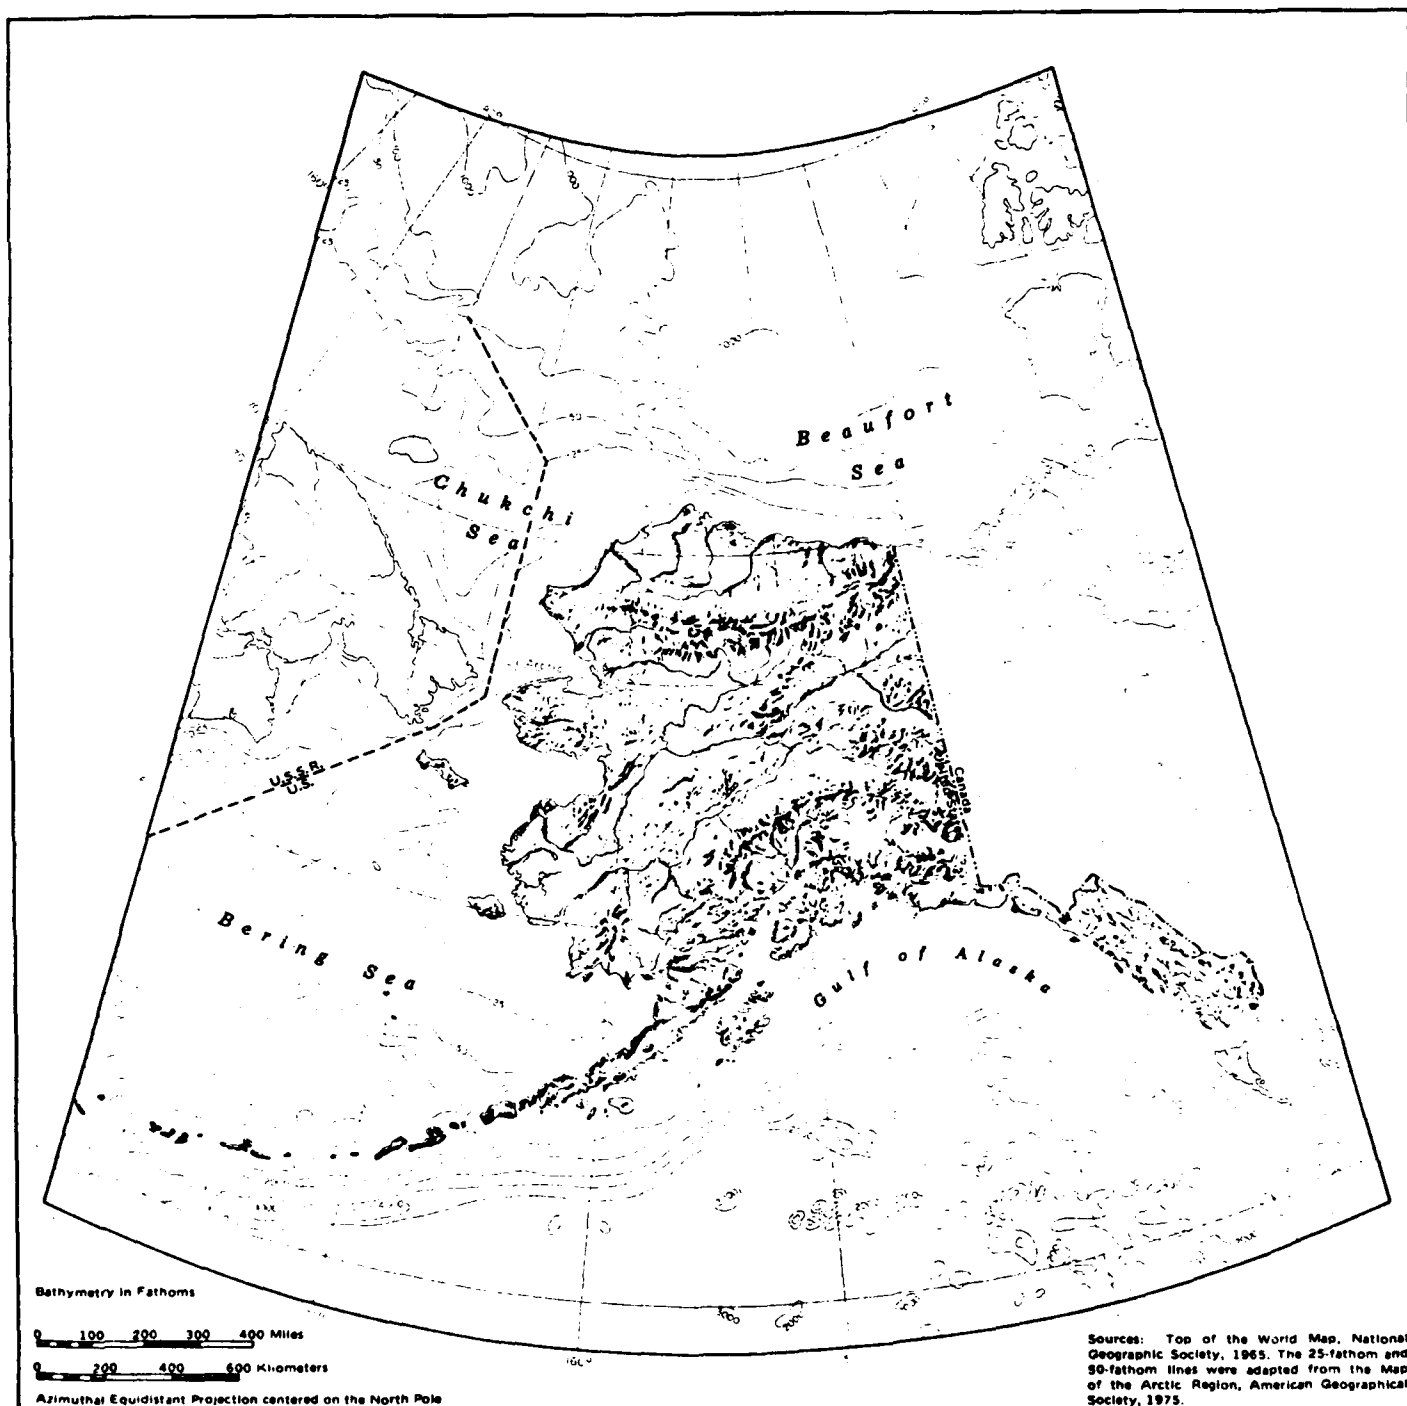 Beaufort
Sea
Chukchi
Sea
Arctic
U.S.S.R.
U.S.
Canada
Bering Sea
Gulf of Alaska
Bathymetry in Fathoms
0 100 200 300 400 Miles
0 200 400 600 Kilometers
Azimuthal Equidistant Projection centered on the North Pole
Sources: Top of the World Map, National
Geographic Society, 1965. The 25-fathom and
50-fathom lines were adapted from the Map
of the Arctic Region, American Geographical
Society, 1975.